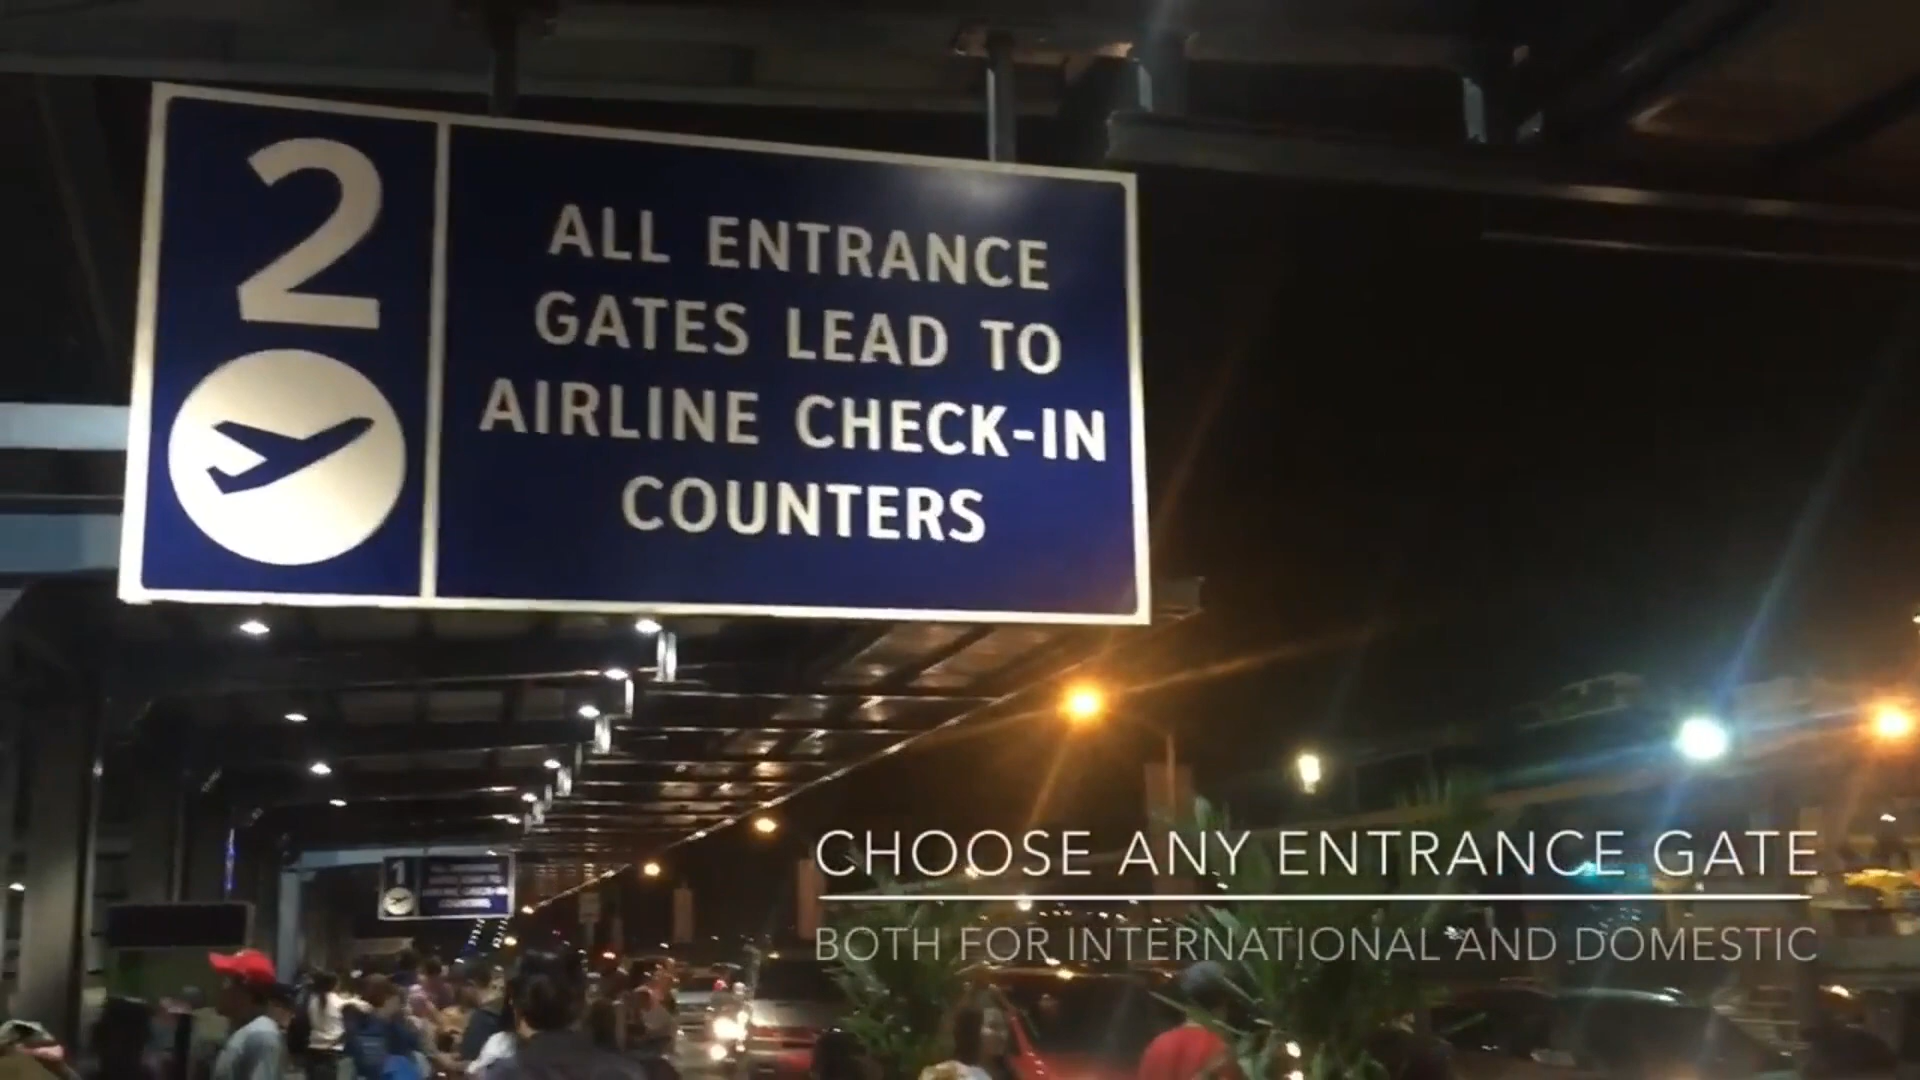 2
ALL ENTRANCE
GATES LEAD TO
AIRLINE CHECK-IN
COUNTERS
1
CHOOSE ANY ENTRANCE GATE
BOTH FOR INTERNATIONAL AND DOMESTIC